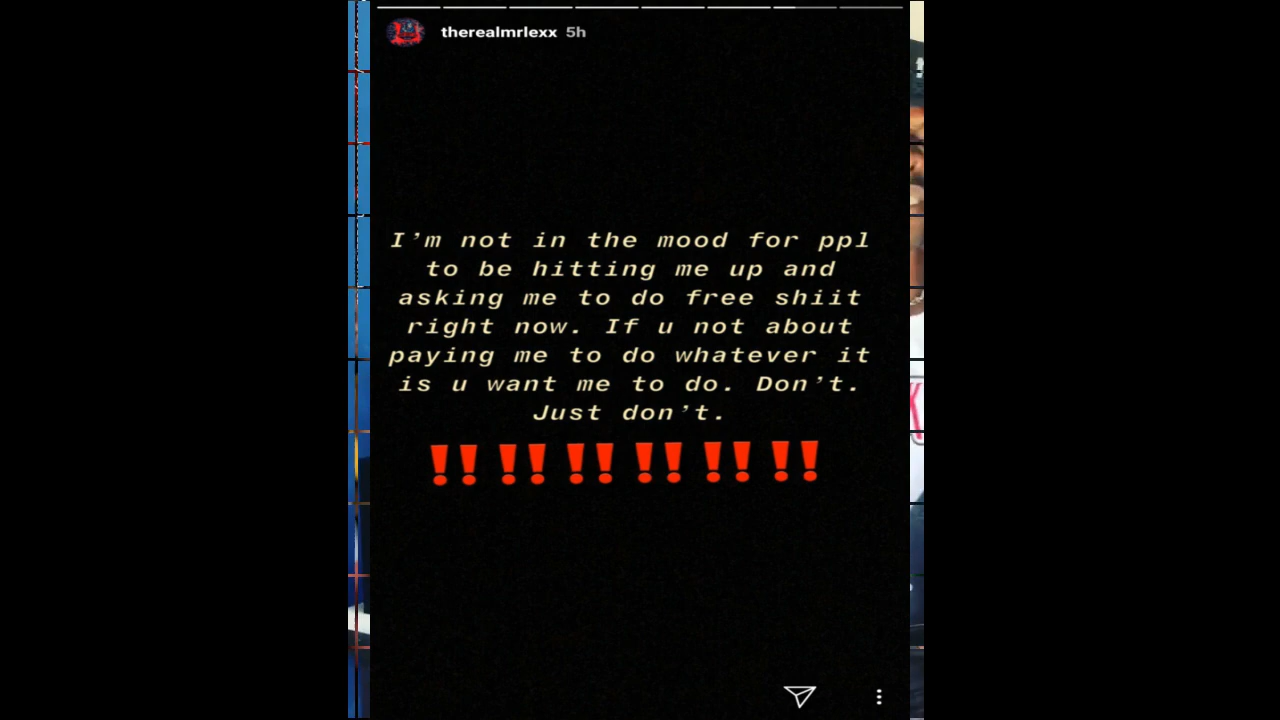 therealmrlexx 5h
I'm not in the mood for ppl
to be hitting me up and
asking me to do free shiit
right now. If u not about
paying me to do whatever it
is u want me to do. Don't.
Just don't.
‼️‼️‼️‼️‼️‼️